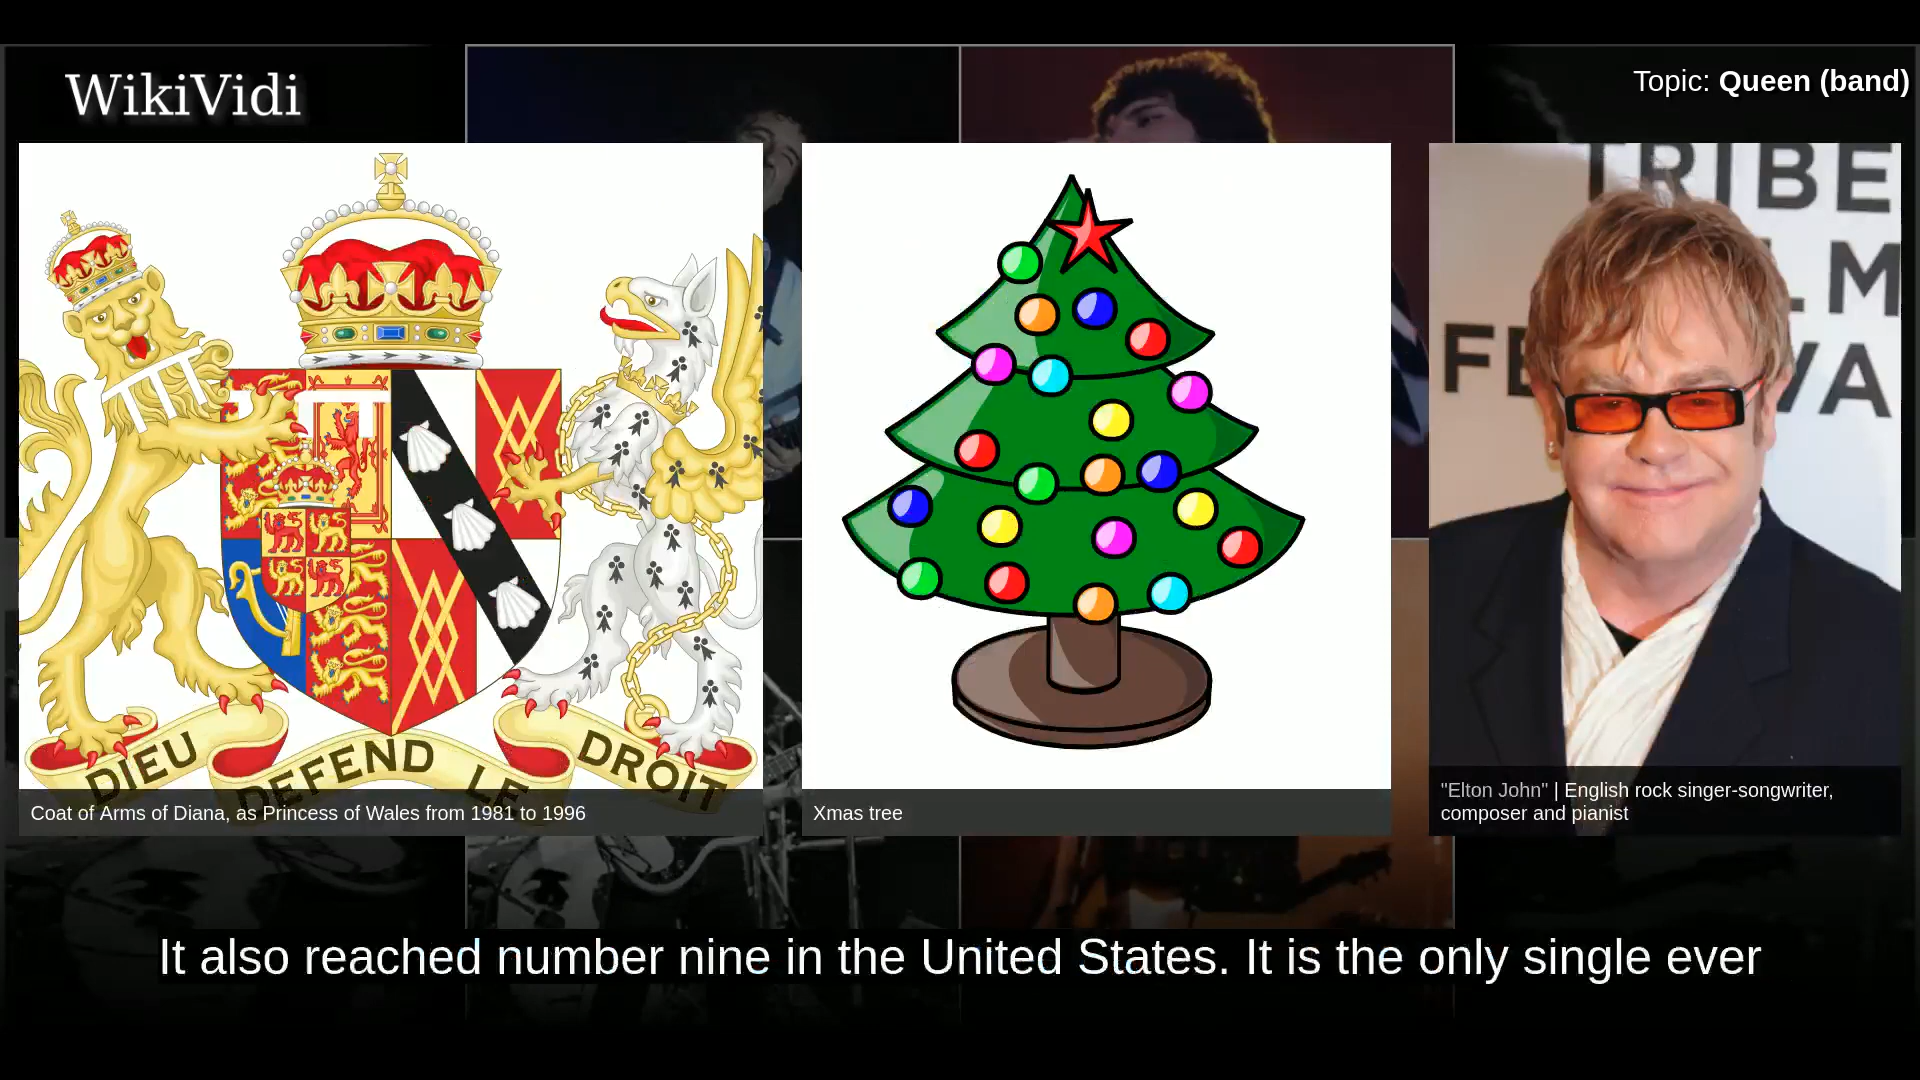 WikiVidi
Topic: Queen (band)
TRIBE
LM
FE
VA
DIEU DEFEND LE DROIT
Coat of Arms of Diana, as Princess of Wales from 1981 to 1996
Xmas tree
"Elton John" | English rock singer-songwriter,
composer and pianist
It also reached number nine in the United States. It is the only single ever